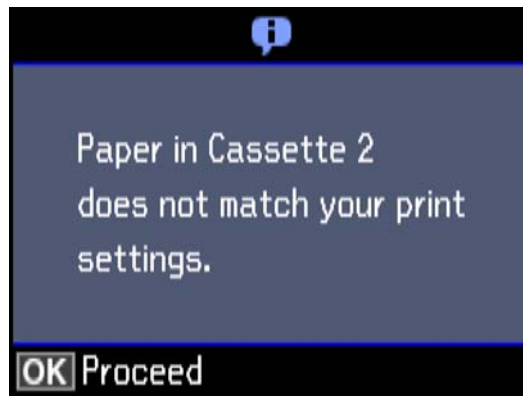 Paper in Cassette 2
does not match your print
settings.
OK Proceed